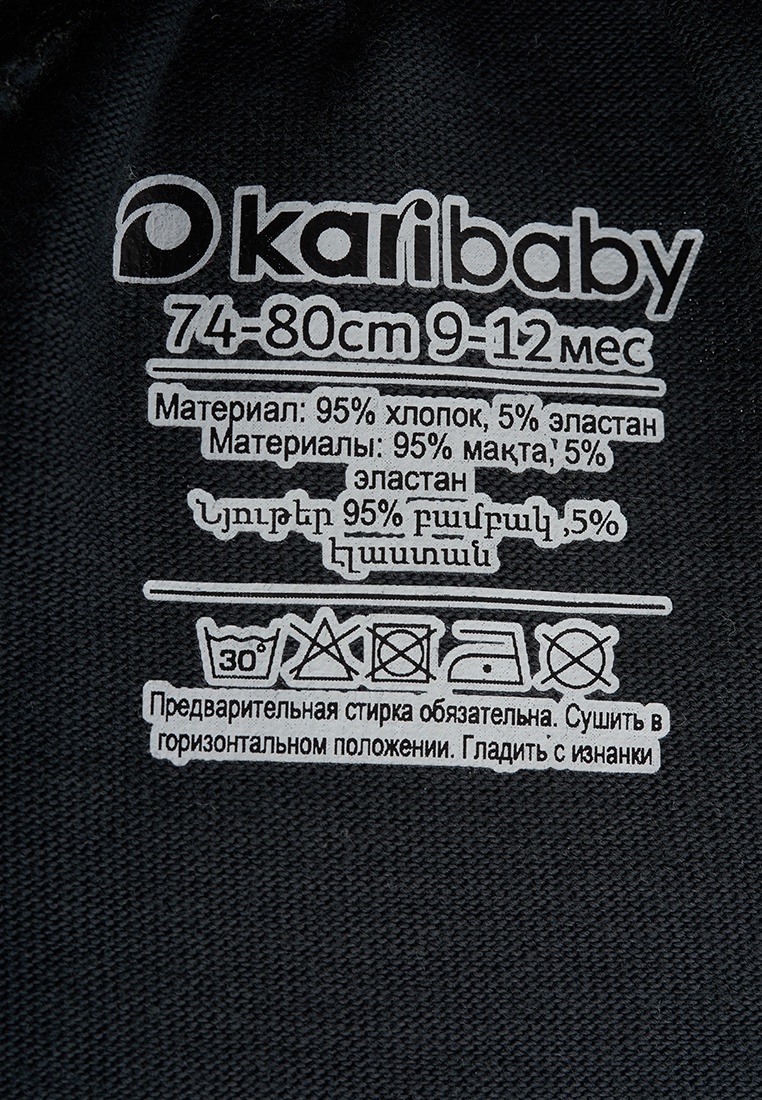 karibaby
74-80cm 9-12мес
Материал: 95% хлопок, 5% эластан
Материалы: 95% мақта, 5%
эластан
Նյութեր 95% բամբակ ,5%
էլաստան
30°
Предварительная стирка обязательна. Сушить в
горизонтальном положении. Гладить с изнанки